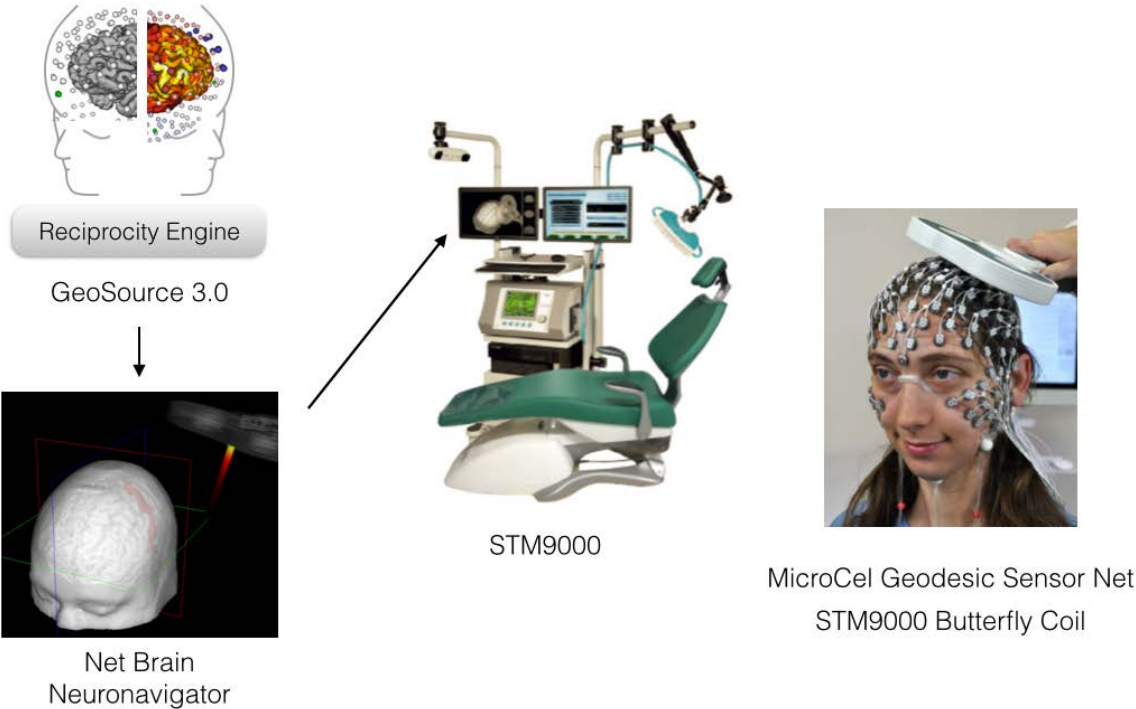 Reciprocity Engine
GeoSource 3.0
Net Brain
Neuronavigator
STM9000
MicroCel Geodesic Sensor Net
STM9000 Butterfly Coil